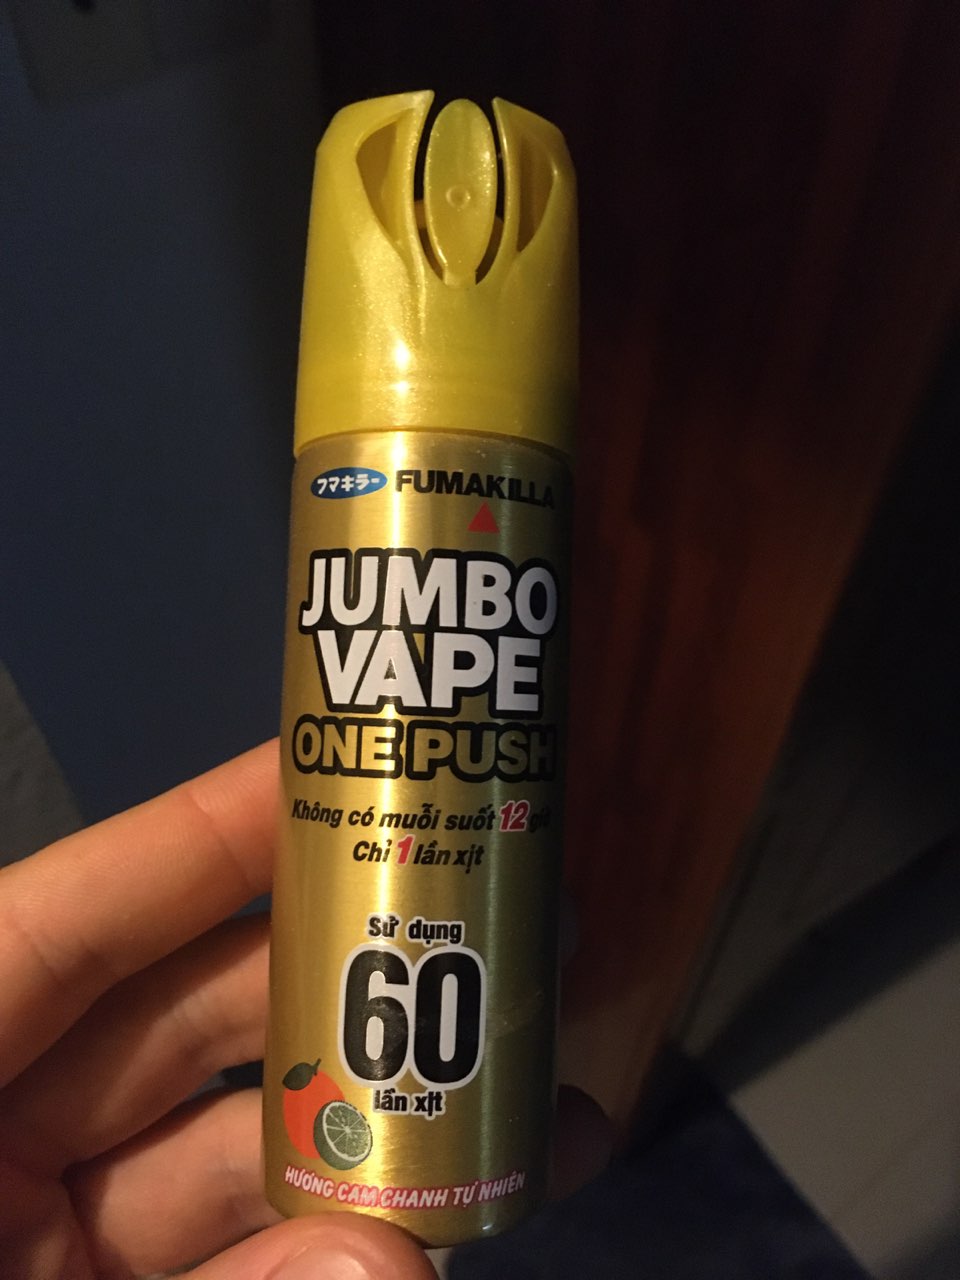 フマキラー FUMAKILLA
JUMBO
VAPE
ONE PUSH
Không có muỗi suốt 12 giờ
Chỉ 1 lần xịt
Sử dụng
60
lần xịt
HƯƠNG CAM CHANH TỰ NHIÊN